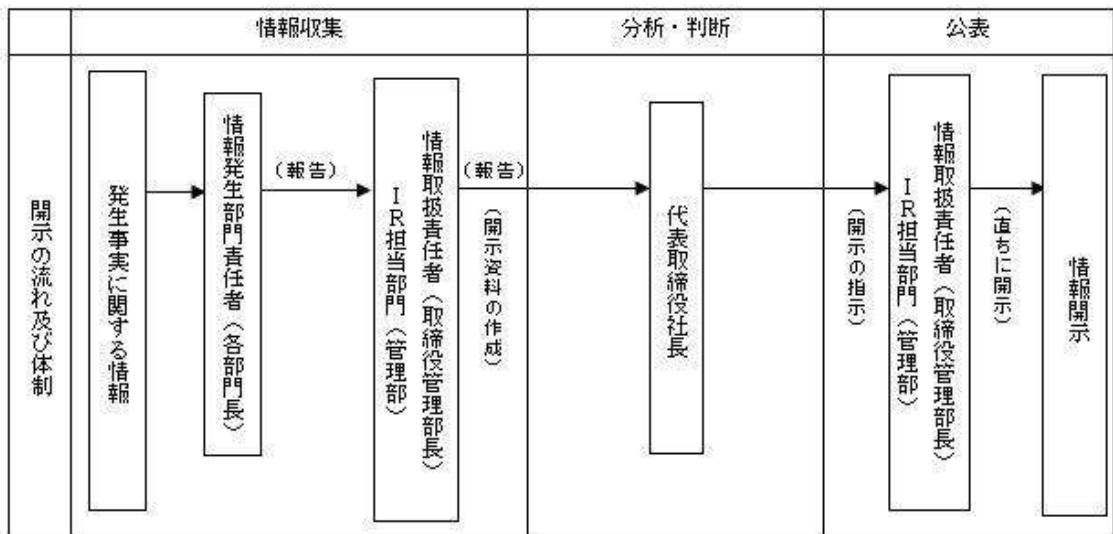 情報収集
分析・判断
公表
開示の流れ及び体制
発生事実に関する情報
情報発生部門責任者（各部門長）
（報告）
情報取扱責任者（取締役管理部長）
ＩＲ担当部門（管理部）
（報告）
（開示資料の作成）
代表取締役社長
（開示の指示）
情報取扱責任者（取締役管理部長）
ＩＲ担当部門（管理部）
（直ちに開示）
情報開示